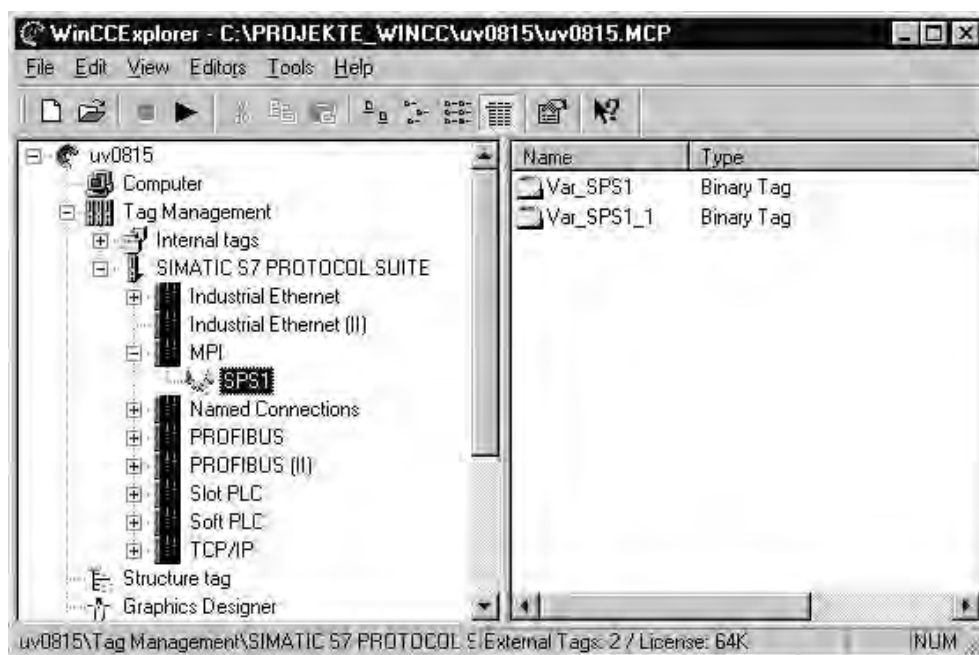 WinCCExplorer - C:\PROJEKTE_WINCC\uv0815\uv0815.MCP
File Edit View Editors Tools Help
uv0815
Computer
Tag Management
Internal tags
SIMATIC S7 PROTOCOL SUITE
Industrial Ethernet
Industrial Ethernet (II)
MPI
SPS1
Named Connections
PROFIBUS
PROFIBUS (II)
Slot PLC
Soft PLC
TCP/IP
Structure tag
Graphics Designer
Name Type
Var_SPS1 Binary Tag
Var_SPS1_1 Binary Tag
uv0815\Tag Management\SIMATIC S7 PROTOCOL S External Tags: 2 / License: 64K NUM